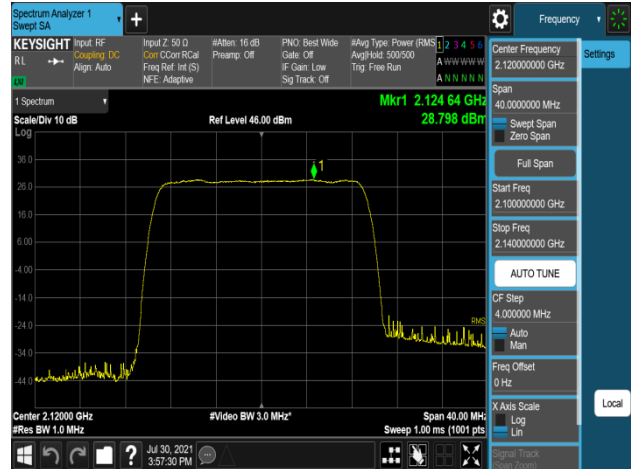 Spectrum Analyzer 1
Swept SA
Frequency
KEYSIGHT
Input: RF
Coupling: DC
Align: Auto
Input Z: 50 Ω
Corr CCorr RCal
Freq Ref: Int (S)
NFE: Adaptive
#Atten: 16 dB
Preamp: Off
PNO: Best Wide
Gate: Off
IF Gain: Low
Sig Track: Off
#Avg Type: Power (RMS
Avg|Hold: 500/500
Trig: Free Run
1 2 3 4 5 6
A W W W W W
A N N N N N
R L
LXI
1 Spectrum
Scale/Div 10 dB
Log
Ref Level 46.00 dBm
Mkr1 2.124 64 GHz
28.798 dBm
36.0
26.0
16.0
6.00
-4.00
-14.0
-24.0
-34.0
-44.0
1
RMS
Center 2.12000 GHz
#Res BW 1.0 MHz
#Video BW 3.0 MHz*
Span 40.00 MHz
Sweep 1.00 ms (1001 pts
Jul 30, 2021
3:57:30 PM
Center Frequency
2.120000000 GHz
Settings
Span
40.0000000 MHz
Swept Span
Zero Span
Full Span
Start Freq
2.100000000 GHz
Stop Freq
2.140000000 GHz
AUTO TUNE
CF Step
4.000000 MHz
Auto
Man
Freq Offset
0 Hz
X Axis Scale
Log
Lin
Local
Signal Track
(Span Zoom)